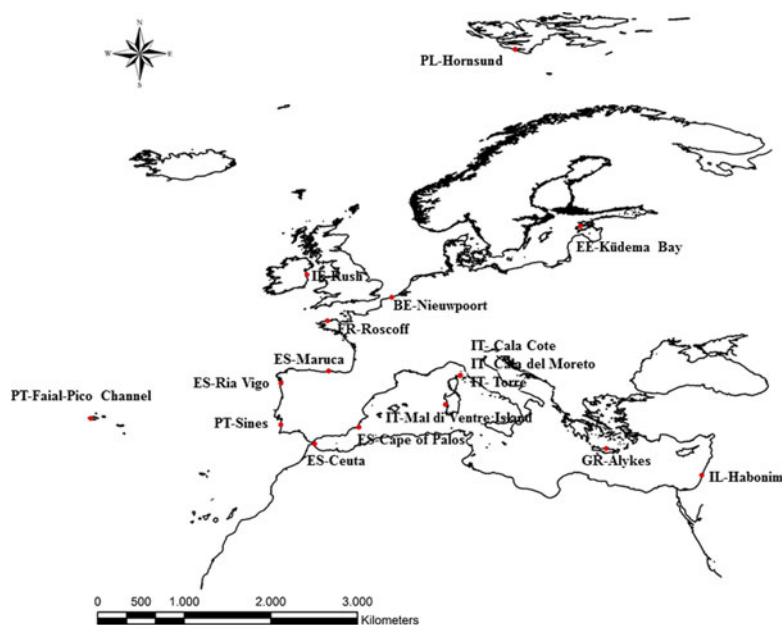 N
W
E
S
PL-Hornsund
EE-Küdema Bay
IE-Rush
BE-Nieuwpoort
FR-Roscoff
IT- Cala Cote
ES-Maruca
IT- Cala del Moreto
ES-Ria Vigo
IT- Torre
PT-Faial-Pico Channel
IT-Mal di Ventre Island
PT-Sines
ES-Cape of Palos
ES-Ceuta
GR-Alykes
IL-Habonim
0 500 1.000 2.000 3.000
Kilometers